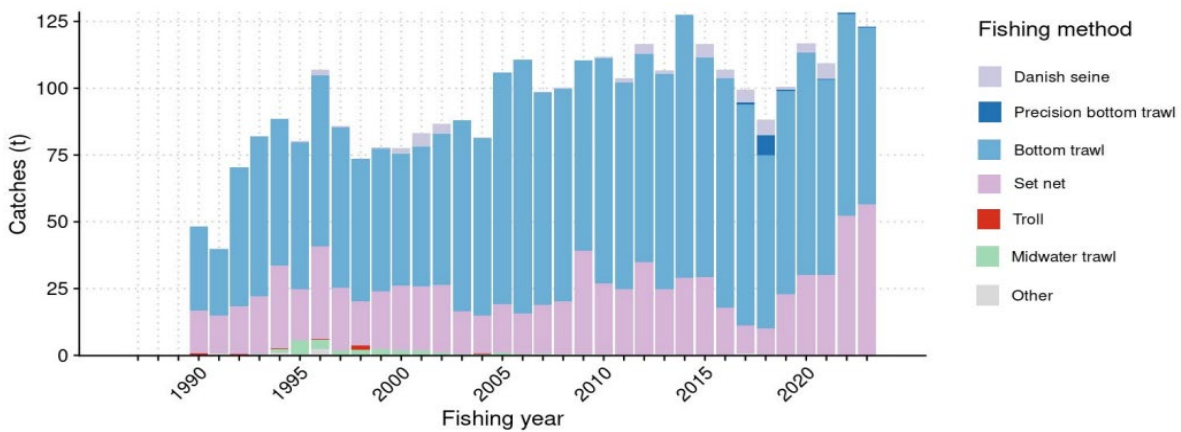 125
100
75
50
25
0
Catches (t)
1990
1995
2000
2005
2010
2015
2020
Fishing year
Fishing method
Danish seine
Precision bottom trawl
Bottom trawl
Set net
Troll
Midwater trawl
Other